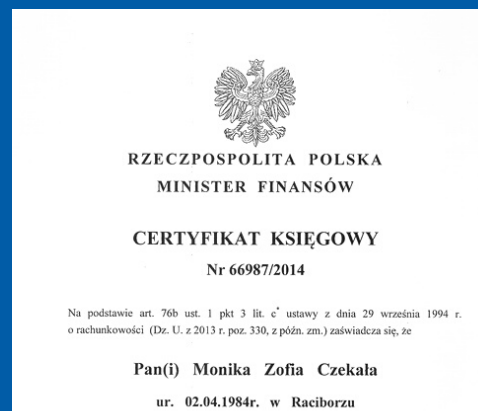 RZECZPOSPOLITA POLSKA
MINISTER FINANSÓW
CERTYFIKAT KSIĘGOWY
Nr 66987/2014
Na podstawie art. 76b ust. 1 pkt 3 lit. c* ustawy z dnia 29 września 1994 r.
o rachunkowości (Dz. U. z 2013 r. poz. 330, z późn. zm.) zaświadcza się, że
Pan(i) Monika Zofia Czekała
ur. 02.04.1984r. w Raciborzu